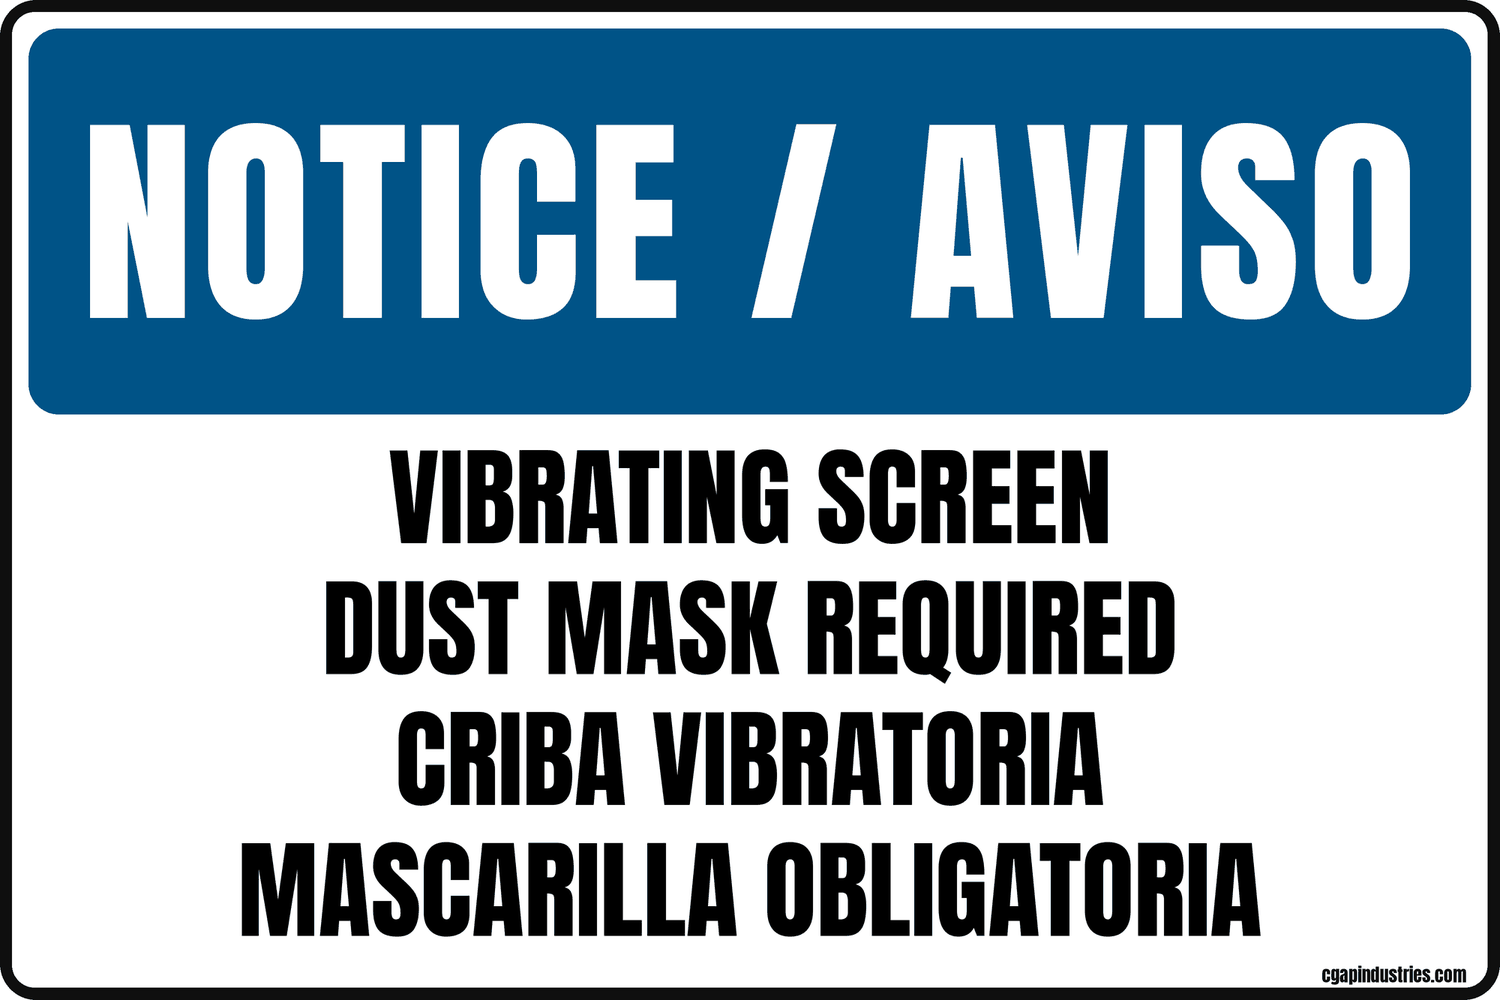 NOTICE / AVISO
VIBRATING SCREEN
DUST MASK REQUIRED
CRIBA VIBRATORIA
MASCARILLA OBLIGATORIA
cgapindustries.com